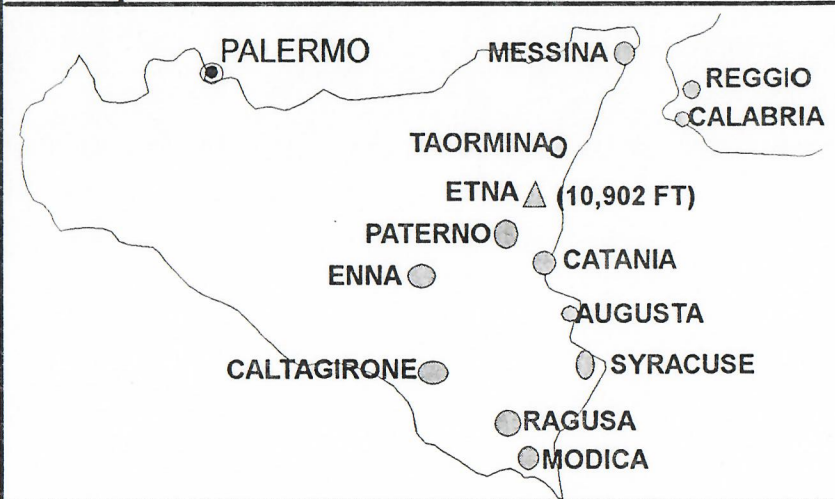 PALERMO
MESSINA
REGGIO
CALABRIA
TAORMINA
ETNA (10,902 FT)
PATERNO
CATANIA
ENNA
AUGUSTA
SYRACUSE
CALTAGIRONE
RAGUSA
MODICA